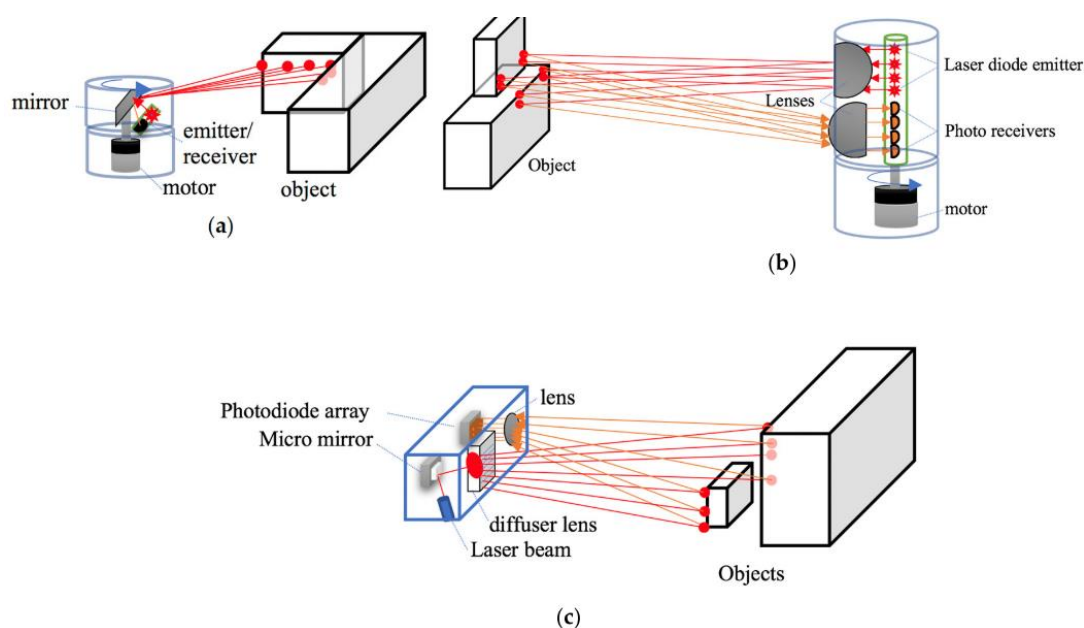 mirror
emitter/
receiver
motor
object
(a)
Laser diode emitter
Lenses
Photo receivers
Object
motor
(b)
lens
Photodiode array
Micro mirror
diffuser lens
Laser beam
Objects
(c)